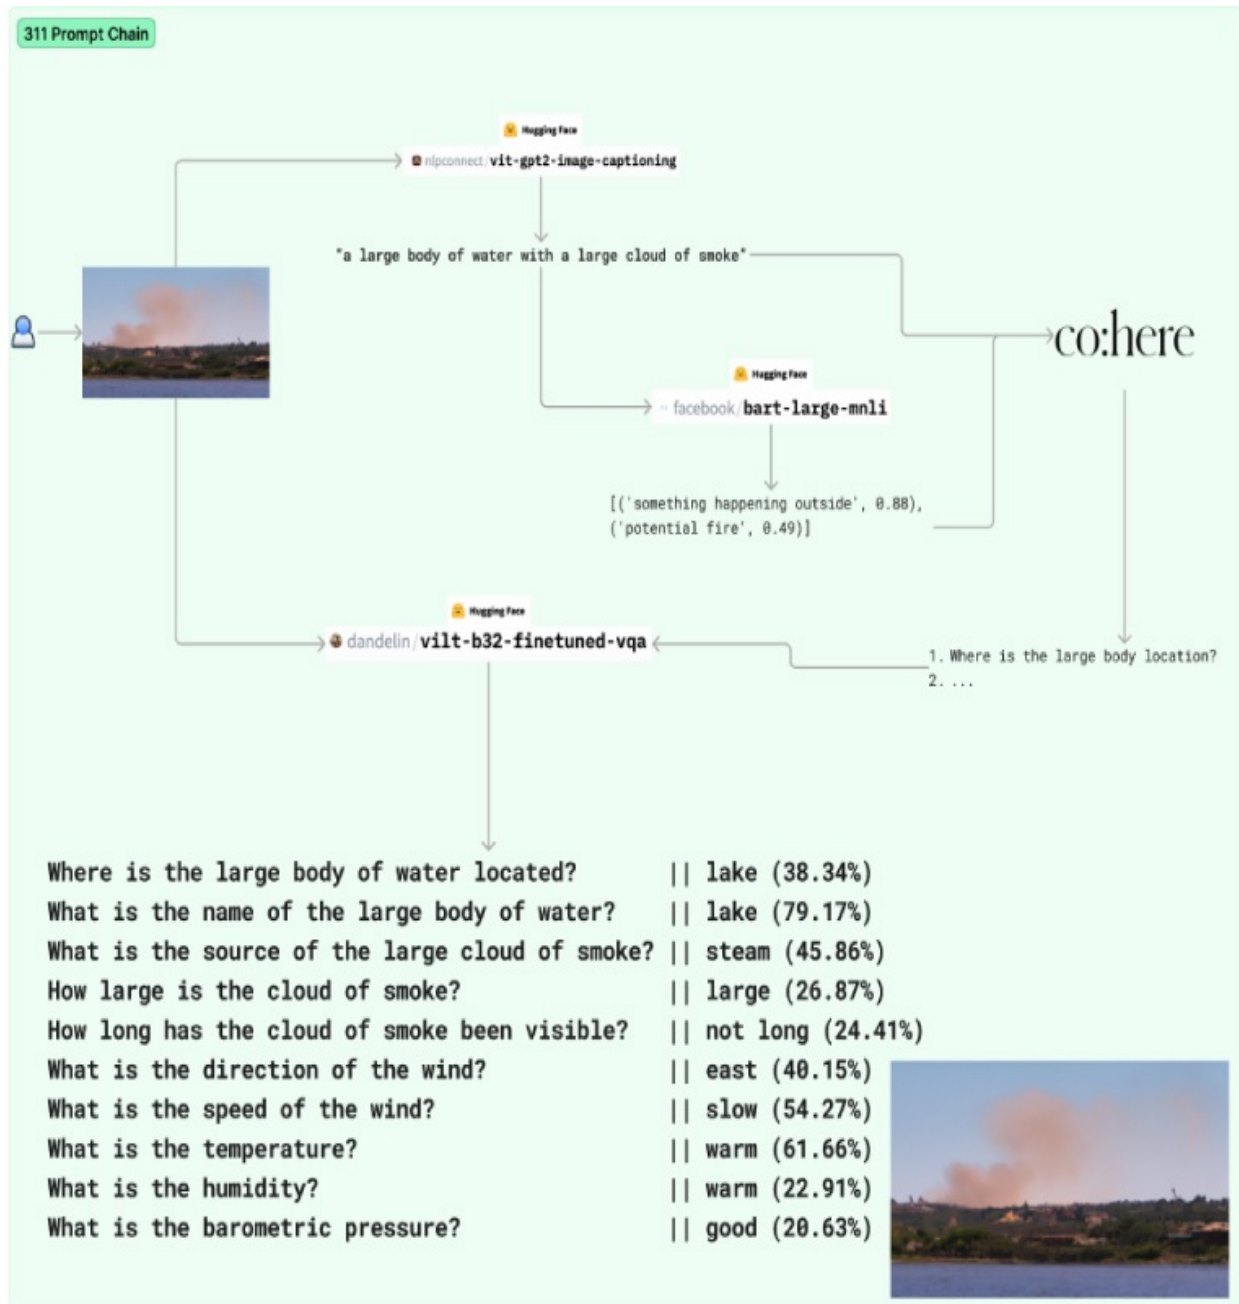 311 Prompt Chain
Hugging Face
nlpconnect/vit-gpt2-image-captioning
"a large body of water with a large cloud of smoke"
co:here
Hugging Face
facebook/bart-large-mnli
[('something happening outside', 0.88),
('potential fire', 0.49)]
Hugging Face
dandelin/vilt-b32-finetuned-vqa
1. Where is the large body location?
2. ...
Where is the large body of water located? || lake (38.34%)
What is the name of the large body of water? || lake (79.17%)
What is the source of the large cloud of smoke? || steam (45.86%)
How large is the cloud of smoke? || large (26.87%)
How long has the cloud of smoke been visible? || not long (24.41%)
What is the direction of the wind? || east (40.15%)
What is the speed of the wind? || slow (54.27%)
What is the temperature? || warm (61.66%)
What is the humidity? || warm (22.91%)
What is the barometric pressure? || good (20.63%)